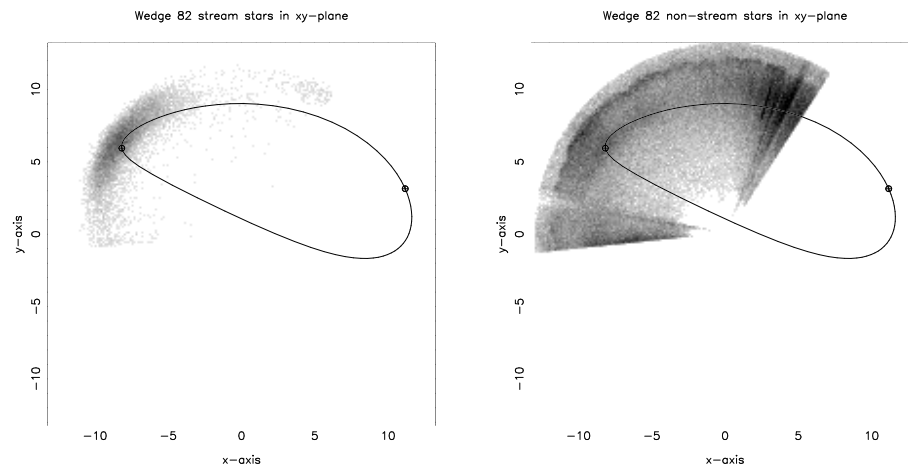 Wedge 82 stream stars in xy-plane
y-axis
10
5
0
-5
-10
-10 -5 0 5 10
x-axis
Wedge 82 non-stream stars in xy-plane
y-axis
10
5
0
-5
-10
-10 -5 0 5 10
x-axis